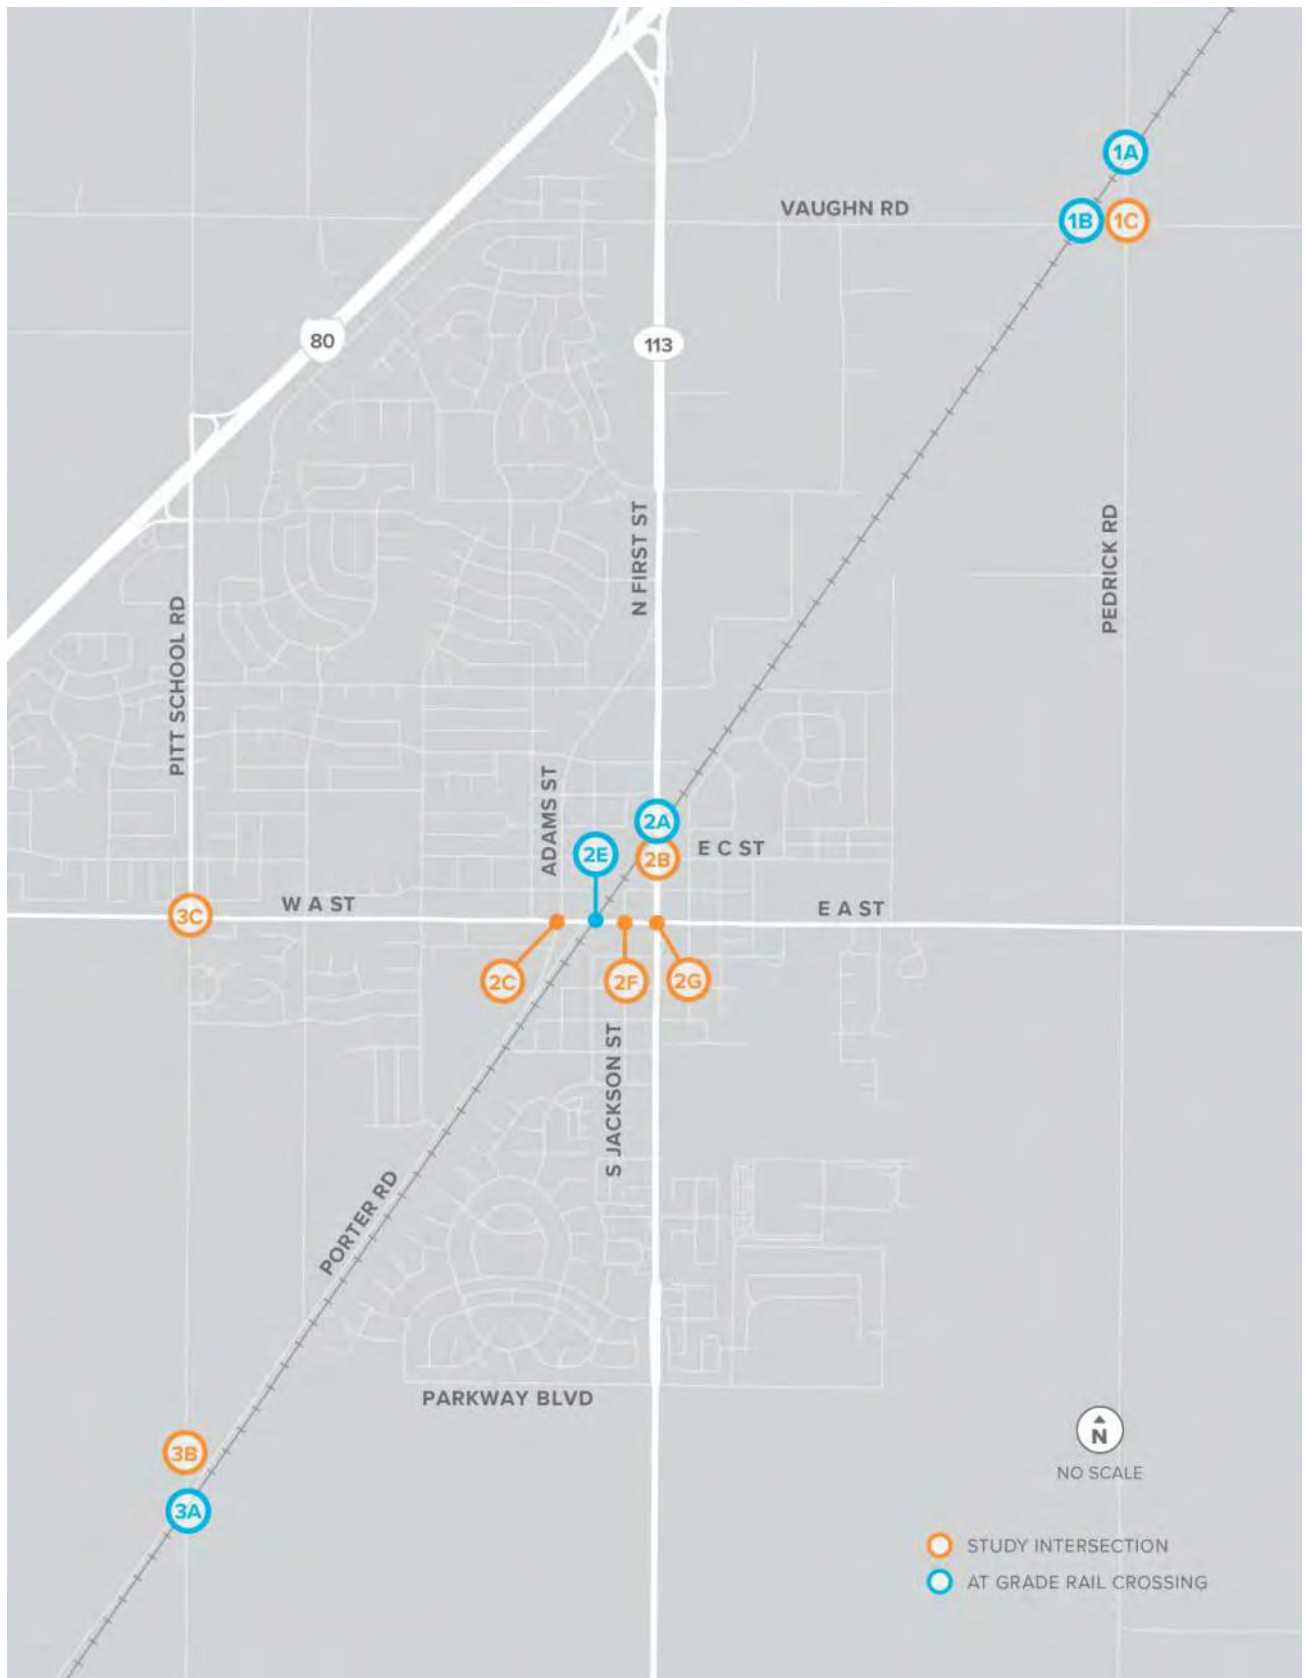 1A
VAUGHN RD
1B
1C
80
113
N FIRST ST
PEDRICK RD
PITT SCHOOL RD
ADAMS ST
2A
2E
2B
E C ST
3C
W A ST
E A ST
2C
2F
2G
S JACKSON ST
PORTER RD
PARKWAY BLVD
3B
N
NO SCALE
3A
STUDY INTERSECTION
AT GRADE RAIL CROSSING